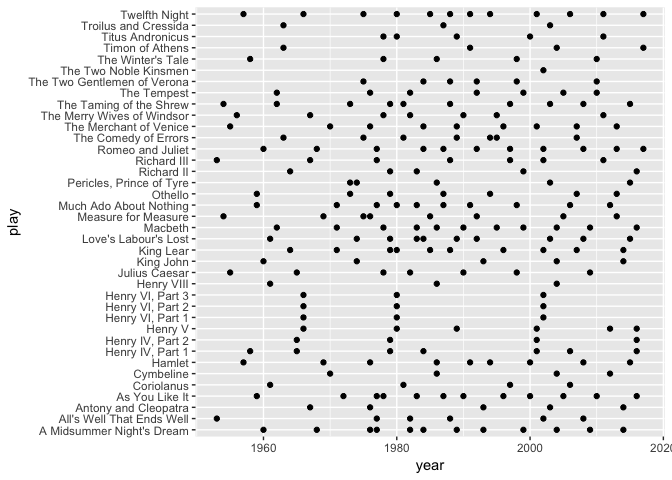 Twelfth Night
Troilus and Cressida
Titus Andronicus
Timon of Athens
The Winter's Tale
The Two Noble Kinsmen
The Two Gentlemen of Verona
The Tempest
The Taming of the Shrew
The Merry Wives of Windsor
The Merchant of Venice
The Comedy of Errors
Romeo and Juliet
Richard III
Richard II
Pericles, Prince of Tyre
Othello
Much Ado About Nothing
Measure for Measure
Macbeth
Love's Labour's Lost
King Lear
King John
Julius Caesar
Henry VIII
Henry VI, Part 3
Henry VI, Part 2
Henry VI, Part 1
Henry V
Henry IV, Part 2
Henry IV, Part 1
Hamlet
Cymbeline
Coriolanus
As You Like It
Antony and Cleopatra
All's Well That Ends Well
A Midsummer Night's Dream
play
1960 1980 2000 2020
year